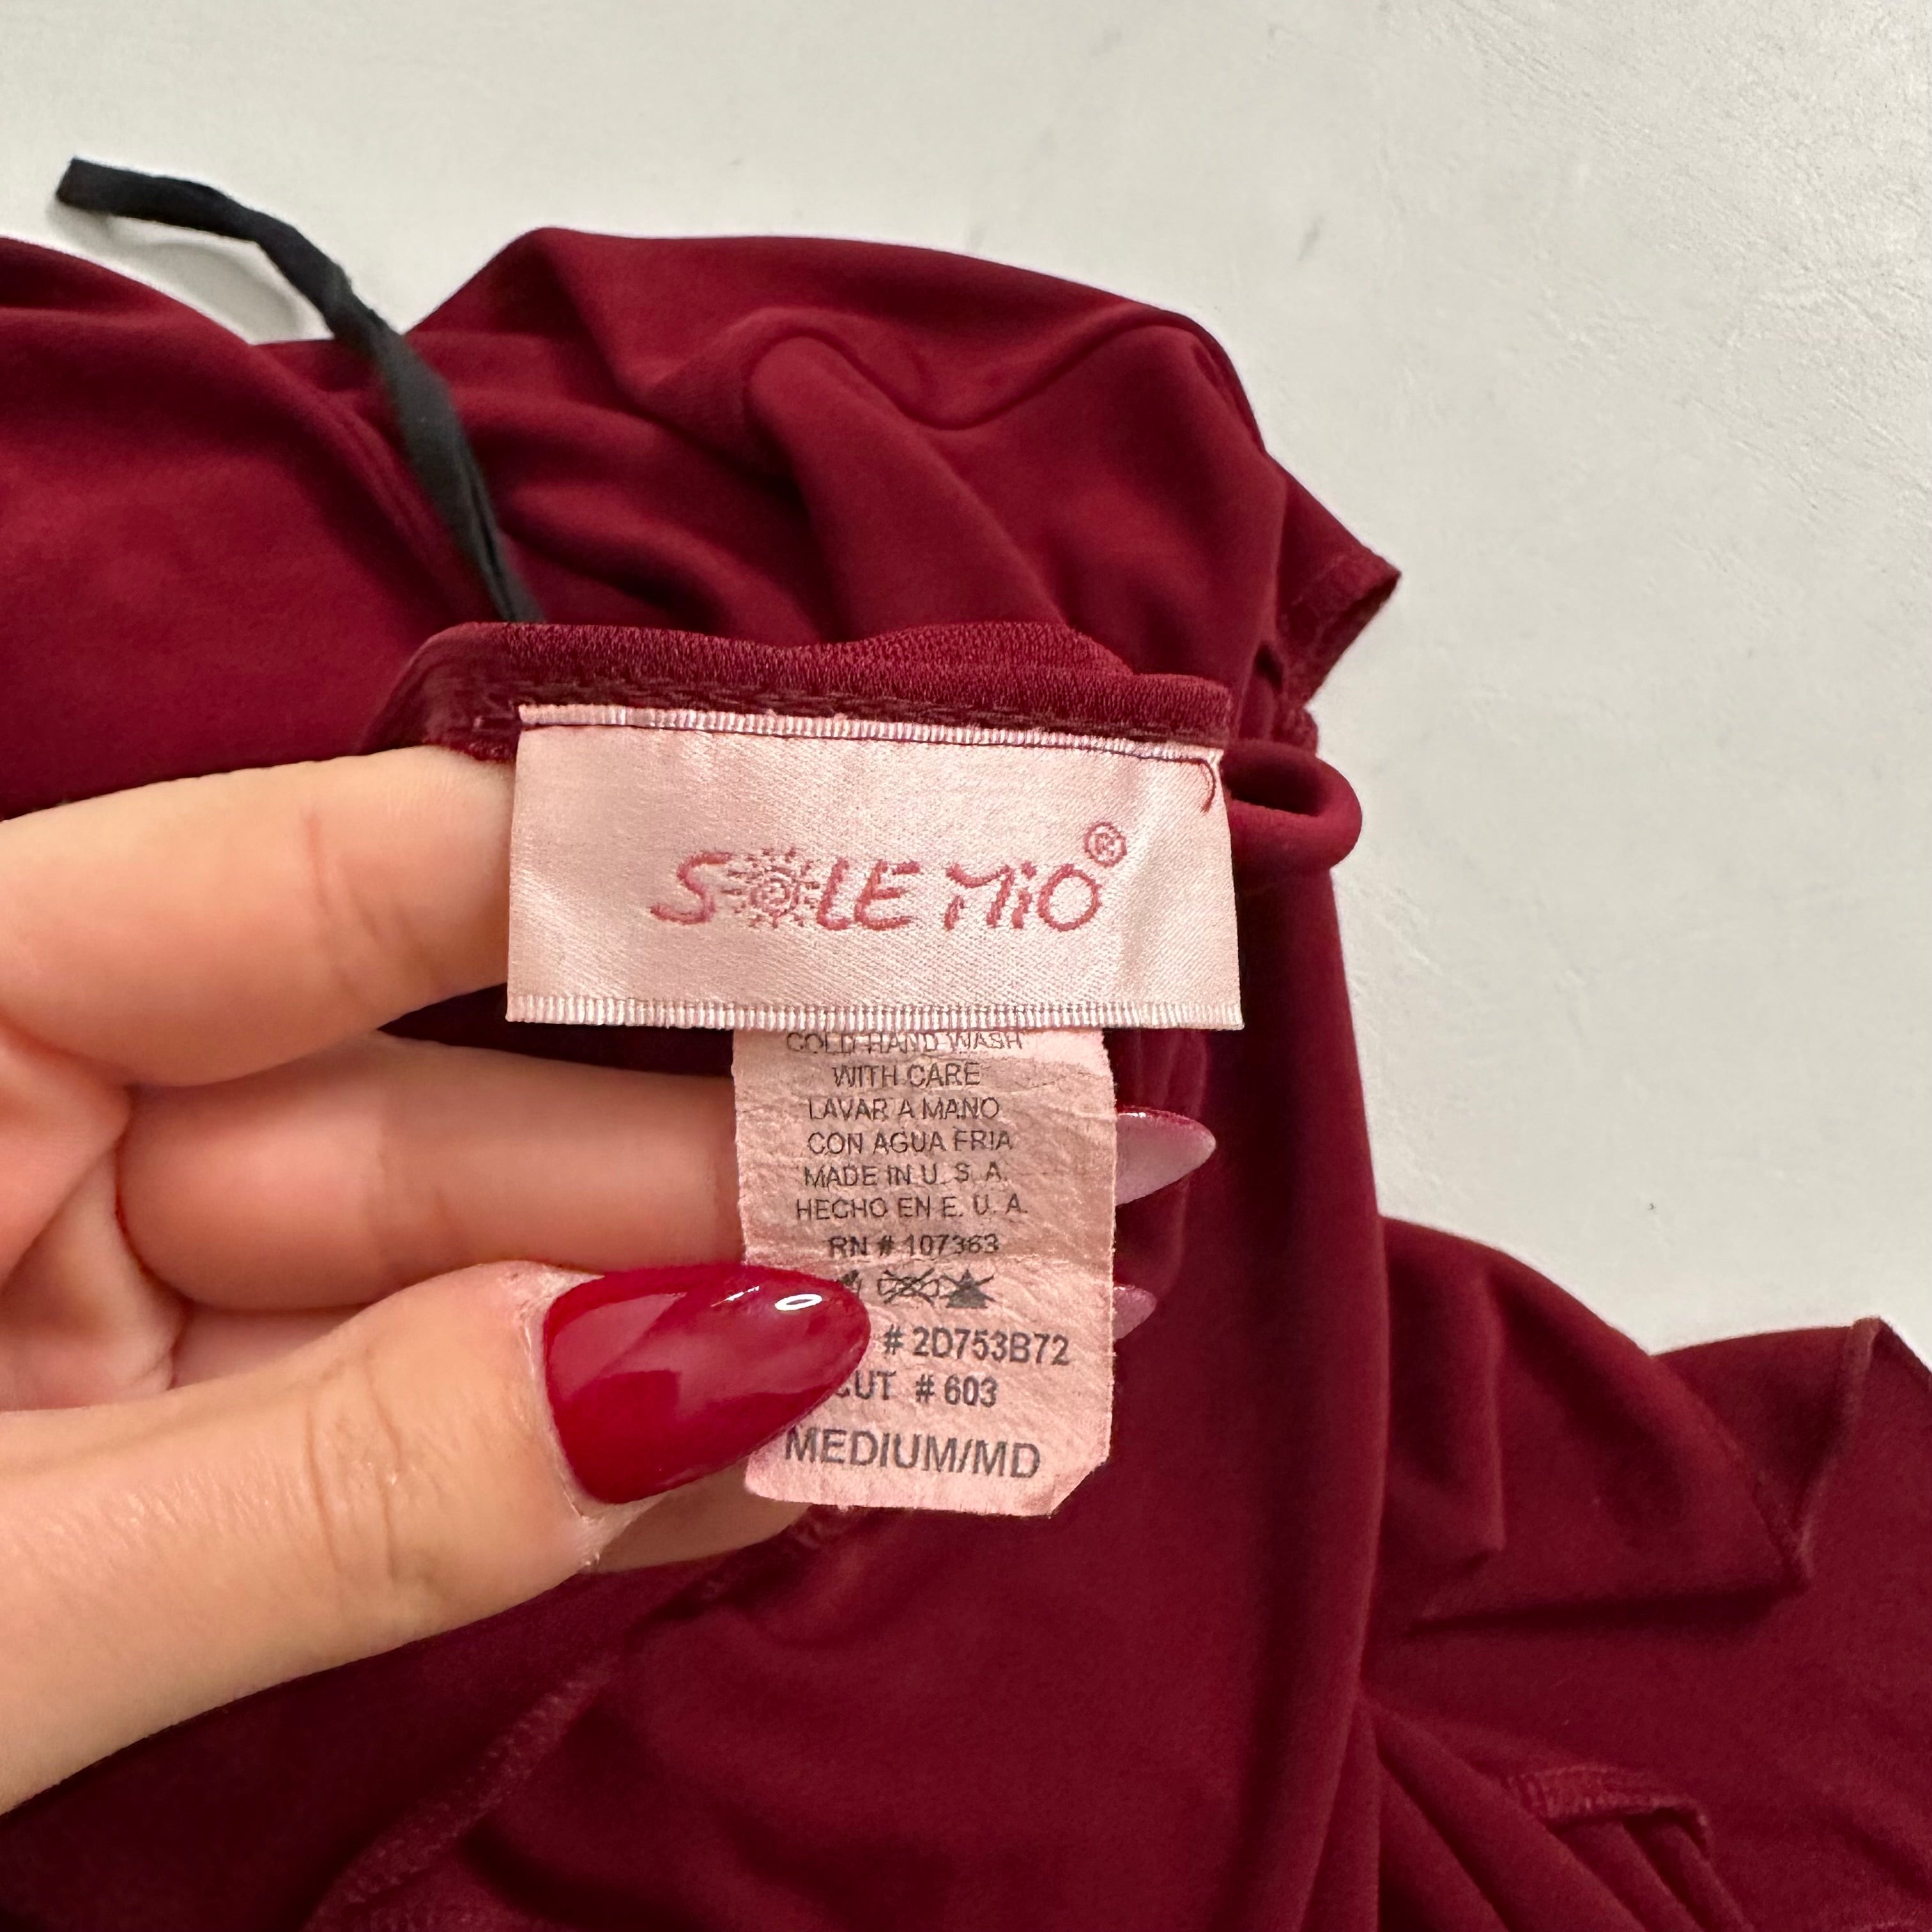 SOLE MiO®
COLD HAND WASH
WITH CARE
LAVAR A MANO
CON AGUA FRIA
MADE IN U. S. A.
HECHO EN E. U. A.
RN # 107363
# 2D753B72
CUT # 603
MEDIUM/MD